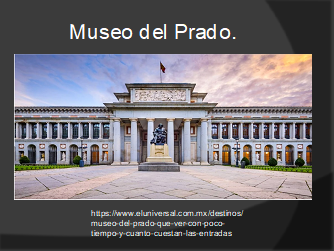 Museo del Prado.
https://www.eluniversal.com.mx/destinos/
museo-del-prado-que-ver-con-poco-
tiempo-y-cuanto-cuestan-las-entradas